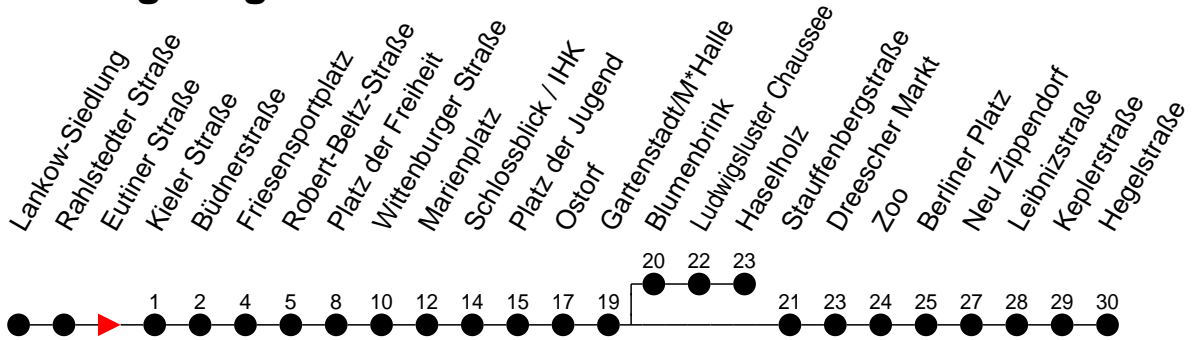 Lankow-Siedlung
Rahlstedter Straße
Eutiner Straße
Kieler Straße
Büdnerstraße
Friesensportplatz
Robert-Beltz-Straße
Platz der Freiheit
Wittenburger Straße
Marienplatz
Schlossblick / IHK
Platz der Jugend
Ostorf
Gartenstadt/M*Halle
Blumenbrink
Ludwigsluster Chaussee
Haselholz
Stauffenbergstraße
Dreescher Markt
Zoo
Berliner Platz
Neu Zippendorf
Leibnizstraße
Keplerstraße
Hegelstraße
20 22 23
1 2 4 5 8 10 12 14 15 17 19 21 23 24 25 27 28 29 30